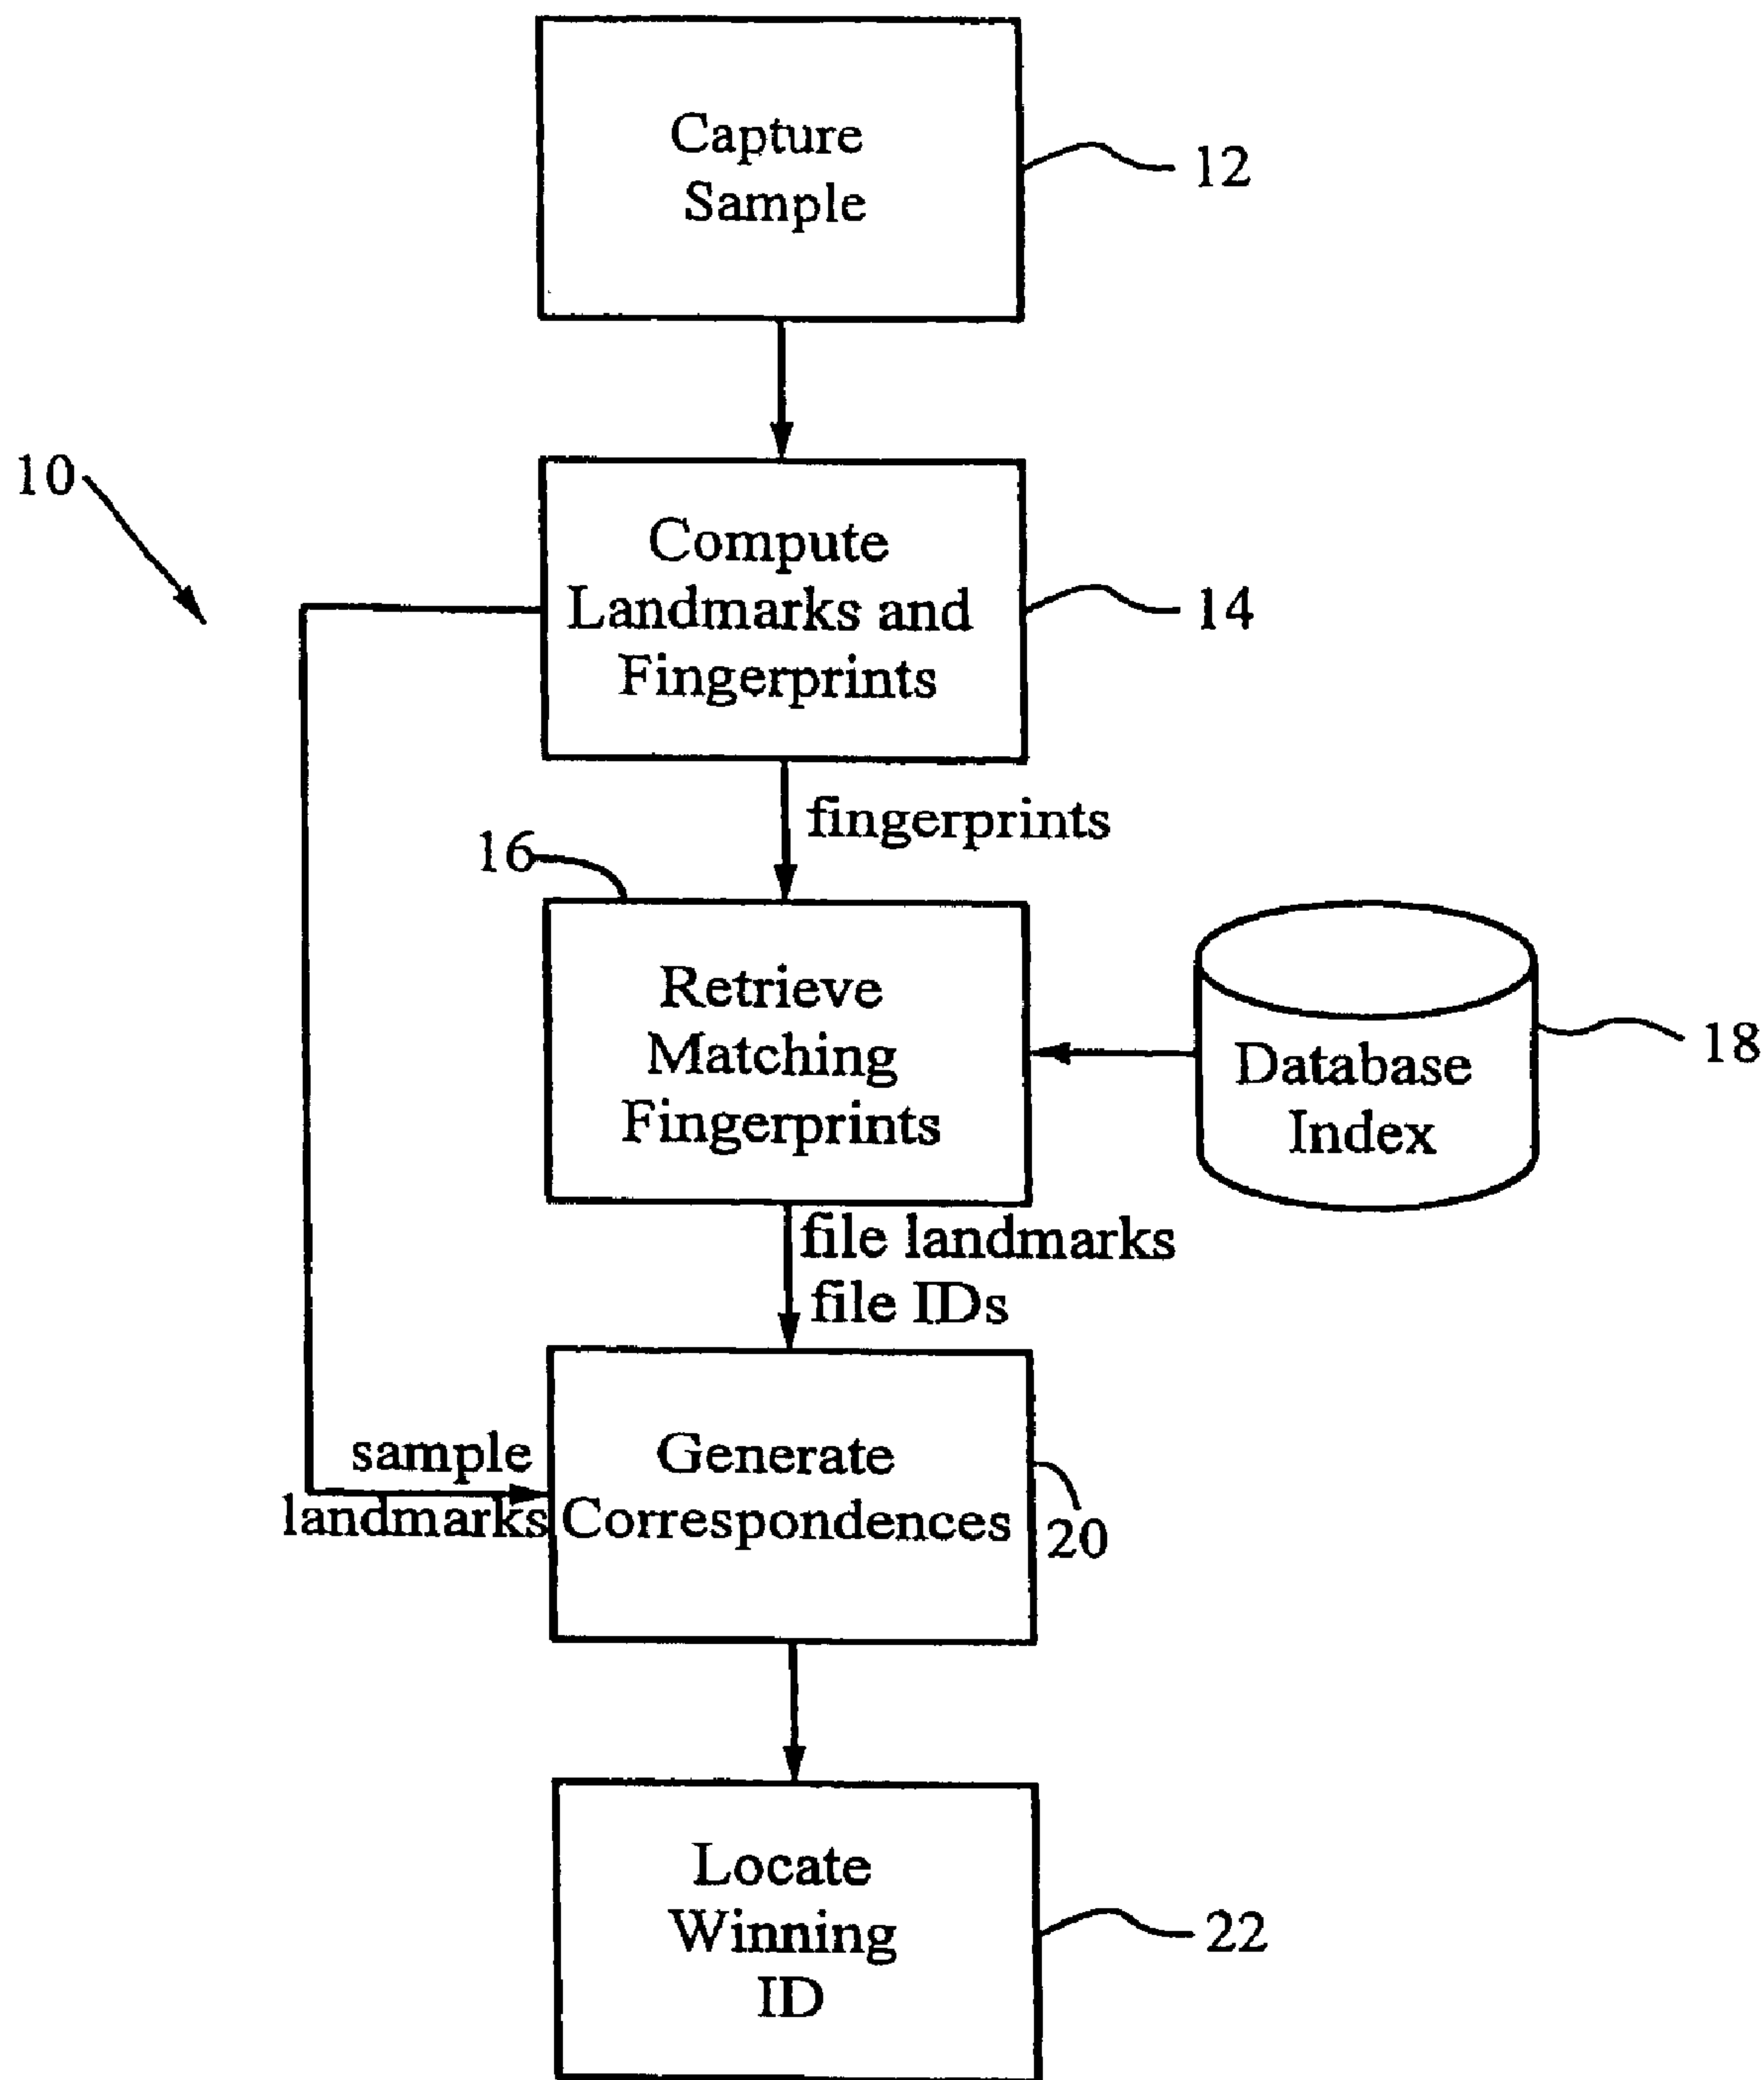 Capture
Sample
12
10
Compute
Landmarks and
Fingerprints
14
fingerprints
16
Retrieve
Matching
Fingerprints
Database
Index
18
file landmarks
file IDs
sample
landmarks
Generate
Correspondences
20
Locate
Winning
ID
22